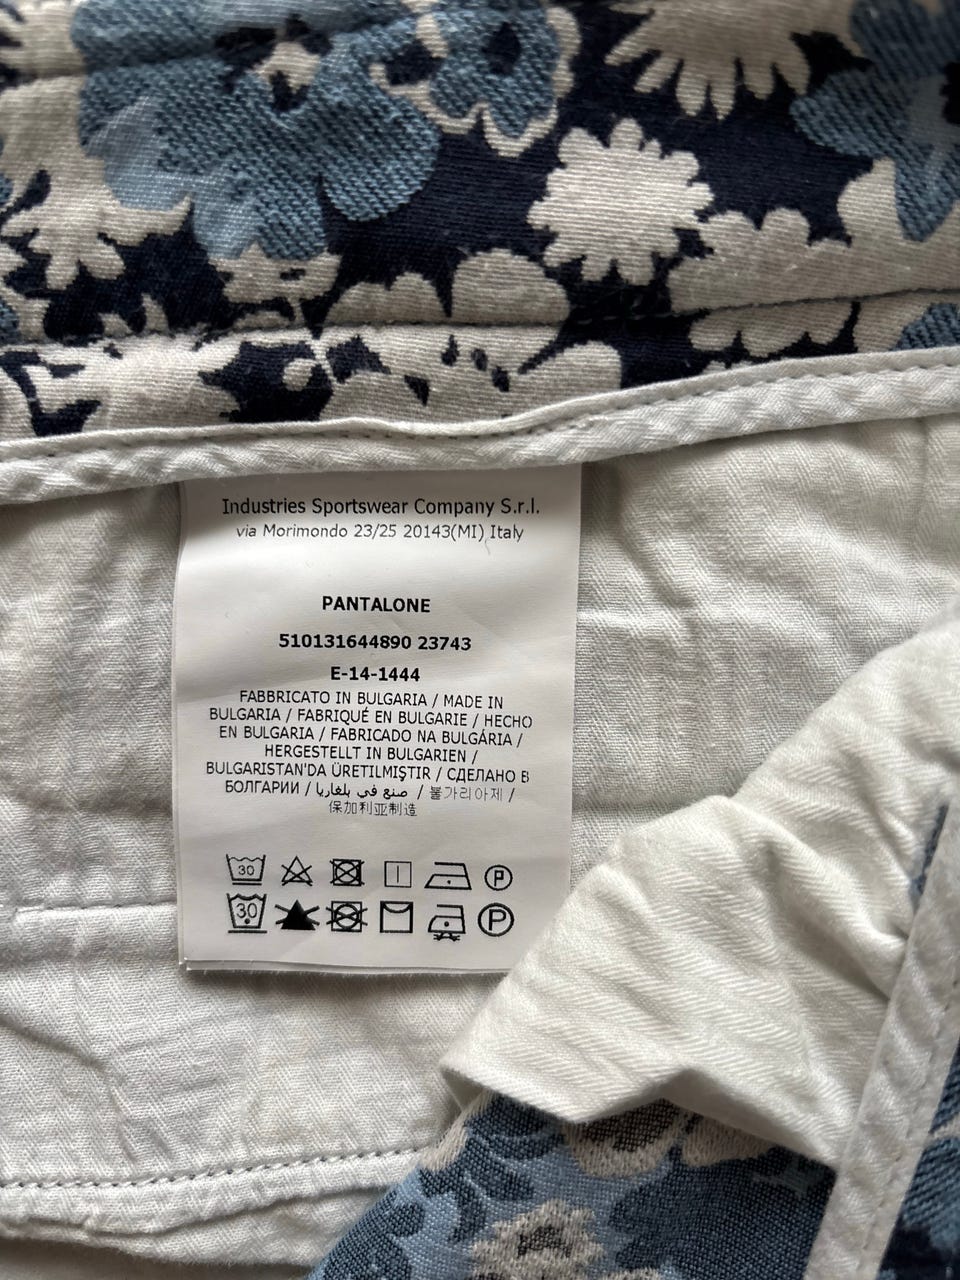 Industries Sportswear Company S.r.l.
via Morimondo 23/25 20143(MI) Italy
PANTALONE
510131644890 23743
E-14-1444
FABBRICATO IN BULGARIA / MADE IN
BULGARIA / FABRIQUÉ EN BULGARIE / HECHO
EN BULGARIA / FABRICADO NA BULGÁRIA /
HERGESTELLT IN BULGARIEN /
BULGARISTAN'DA ÜRETILMIŞTIR / СДЕЛАНО В
БОЛГАРИИ / صنع في بلغاريا / 불가리아제 /
保加利亚制造
30 P
30 P